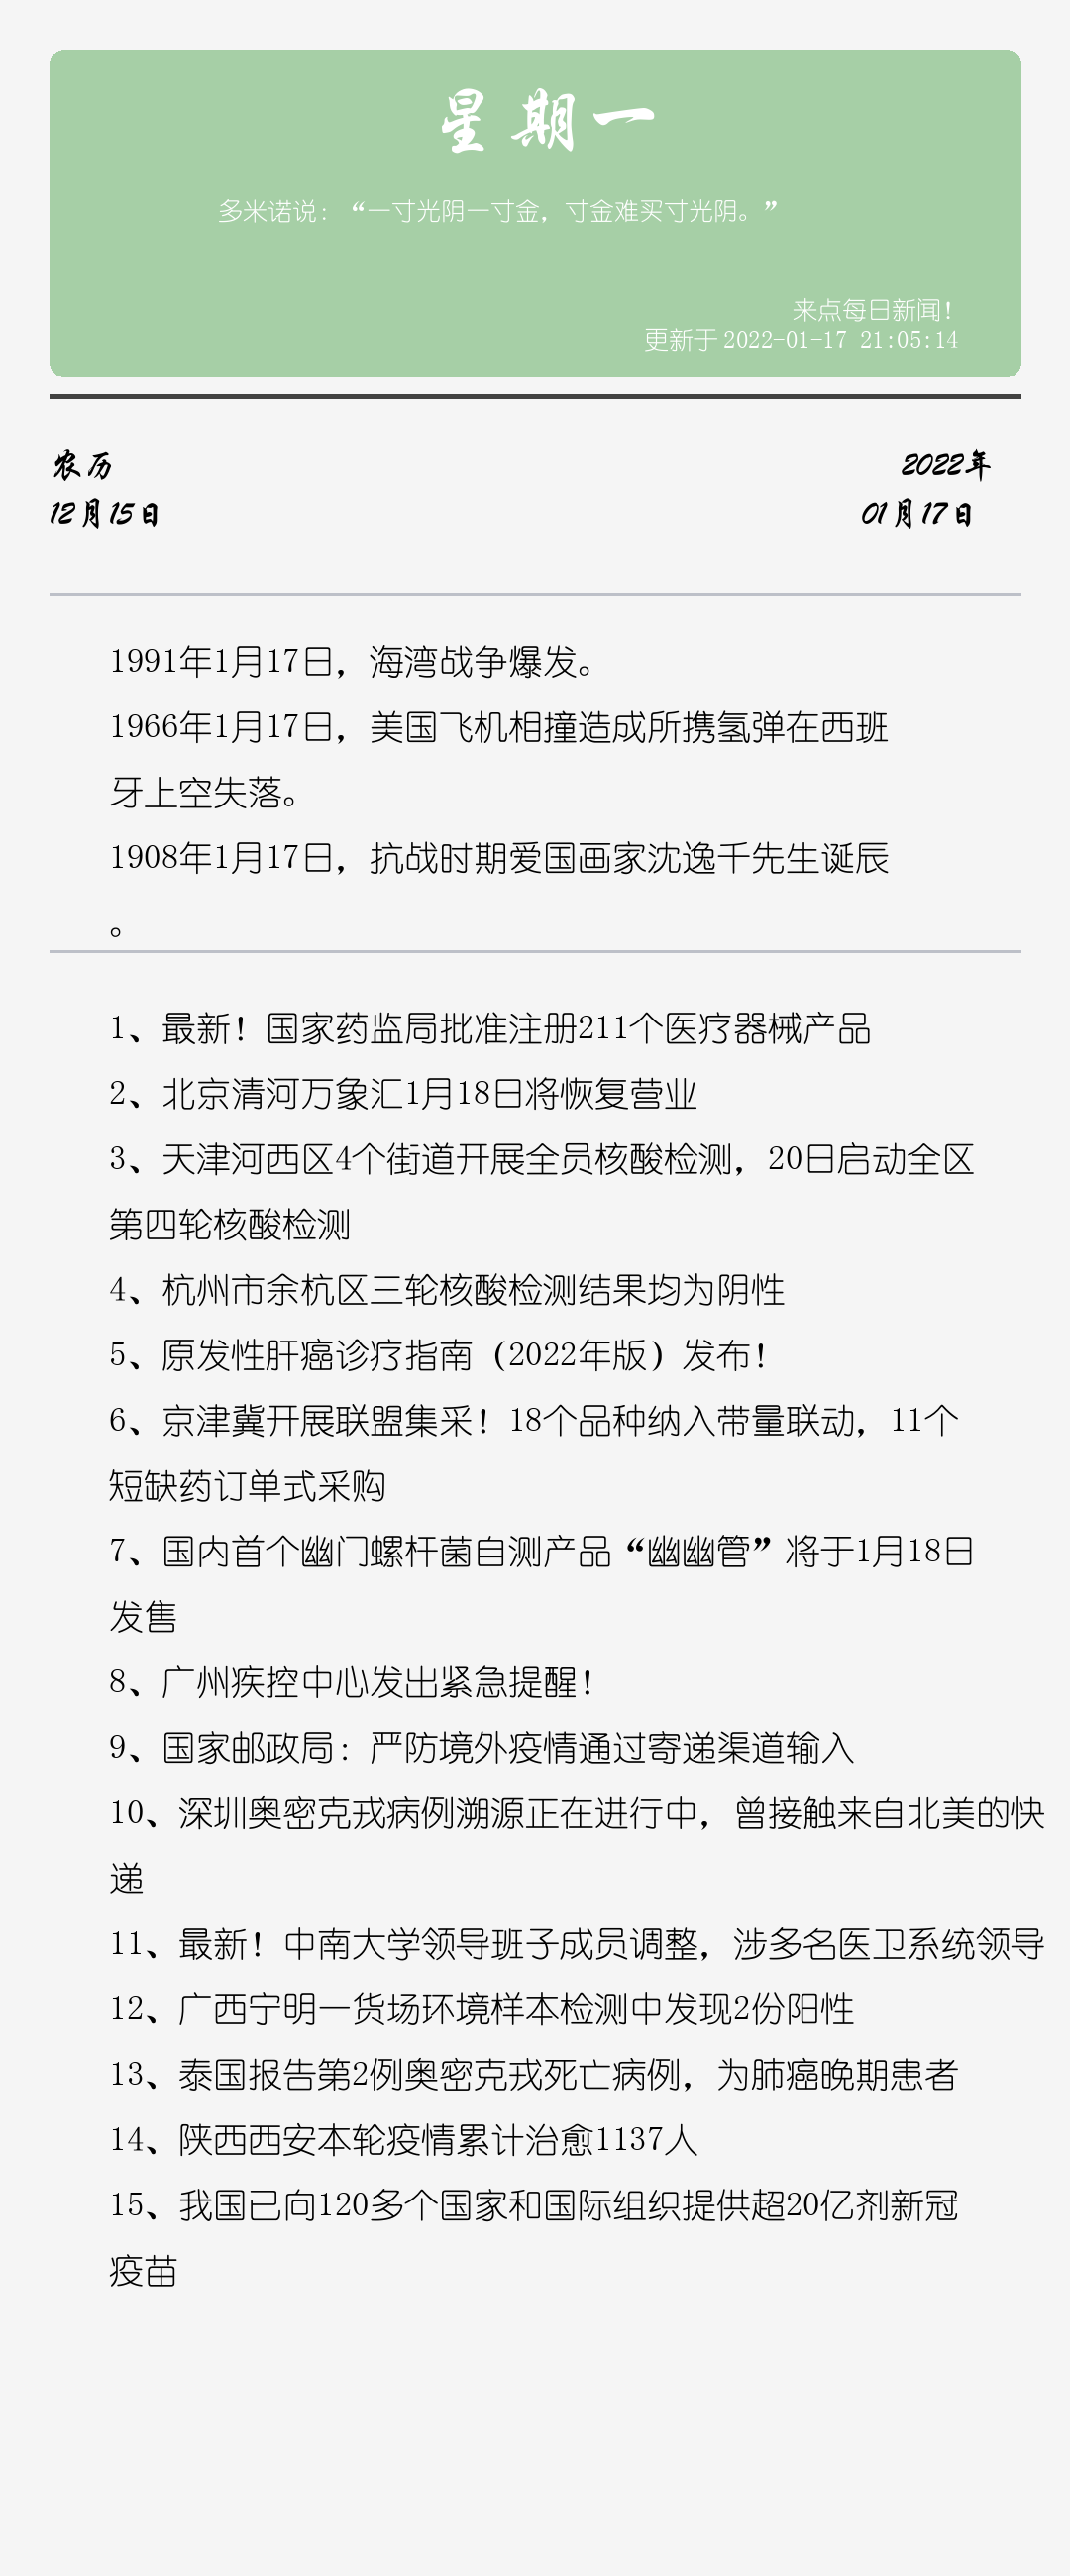 星期一
多米诺说：“一寸光阴一寸金，寸金难买寸光阴。”
来点每日新闻！
更新于 2022-01-17 21:05:14
农历
2022年
12月15日
01月17日
1991年1月17日，海湾战争爆发。
1966年1月17日，美国飞机相撞造成所携氢弹在西班
牙上空失落。
1908年1月17日，抗战时期爱国画家沈逸千先生诞辰
。
1、最新！国家药监局批准注册211个医疗器械产品
2、北京清河万象汇1月18日将恢复营业
3、天津河西区4个街道开展全员核酸检测，20日启动全区
第四轮核酸检测
4、杭州市余杭区三轮核酸检测结果均为阴性
5、原发性肝癌诊疗指南（2022年版）发布！
6、京津冀开展联盟集采！18个品种纳入带量联动，11个
短缺药订单式采购
7、国内首个幽门螺杆菌自测产品“幽幽管”将于1月18日
发售
8、广州疾控中心发出紧急提醒！
9、国家邮政局：严防境外疫情通过寄递渠道输入
10、深圳奥密克戎病例溯源正在进行中，曾接触来自北美的快
递
11、最新！中南大学领导班子成员调整，涉多名医卫系统领导
12、广西宁明一货场环境样本检测中发现2份阳性
13、泰国报告第2例奥密克戎死亡病例，为肺癌晚期患者
14、陕西西安本轮疫情累计治愈1137人
15、我国已向120多个国家和国际组织提供超20亿剂新冠
疫苗